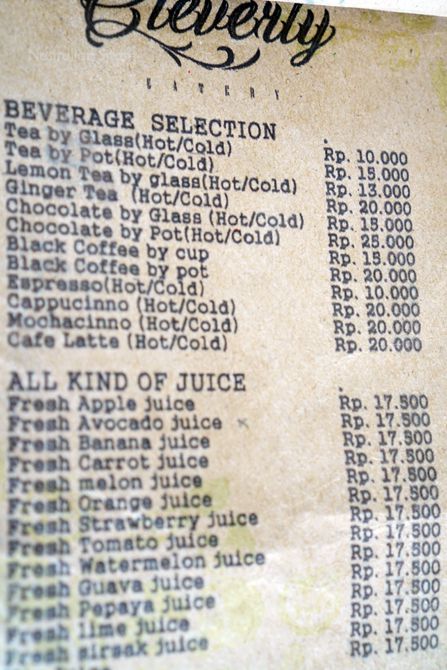 Cleverly
EATERY
BEVERAGE SELECTION
Tea by Glass(Hot/Cold) Rp. 10.000
Tea by Pot(Hot/Cold) Rp. 15.000
Lemon Tea by glass(Hot/Cold) Rp. 13.000
Ginger Tea (Hot/Cold) Rp. 20.000
Chocolate by Glass (Hot/Cold) Rp. 15.000
Chocolate by Pot(Hot/Cold) Rp. 25.000
Black Coffee by cup Rp. 15.000
Black Coffee by pot Rp. 20.000
Espresso(Hot/Cold) Rp. 10.000
Cappucinno (Hot/Cold) Rp. 20.000
Mochacinno (Hot/Cold) Rp. 20.000
Cafe Latte (Hot/Cold) Rp. 20.000
ALL KIND OF JUICE
Fresh Apple juice Rp. 17.500
Fresh Avocado juice Rp. 17.500
Fresh Banana juice Rp. 17.500
Fresh Carrot juice Rp. 17.500
Fresh melon juice Rp. 17.500
Fresh Orange juice Rp. 17.500
Fresh Strawberry juice Rp. 17.500
Fresh Tomato juice Rp. 17.500
Fresh Watermelon juice Rp. 17.500
Fresh Guava juice Rp. 17.500
Fresh Pepaya juice Rp. 17.500
Fresh lime juice Rp. 17.500
Fresh sirsak juice Rp. 17.500